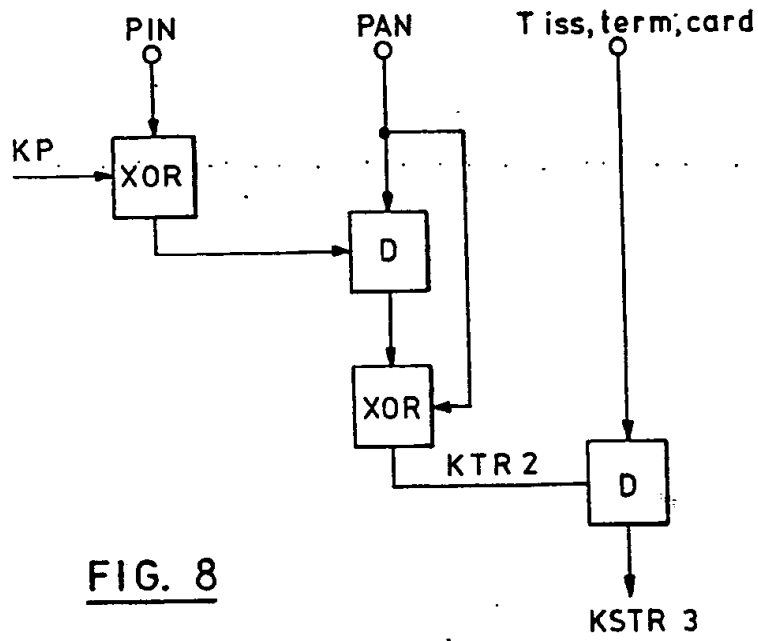 PIN
PAN
T iss, term, card
KP
XOR
D
XOR
KTR 2
D
FIG. 8
KSTR 3